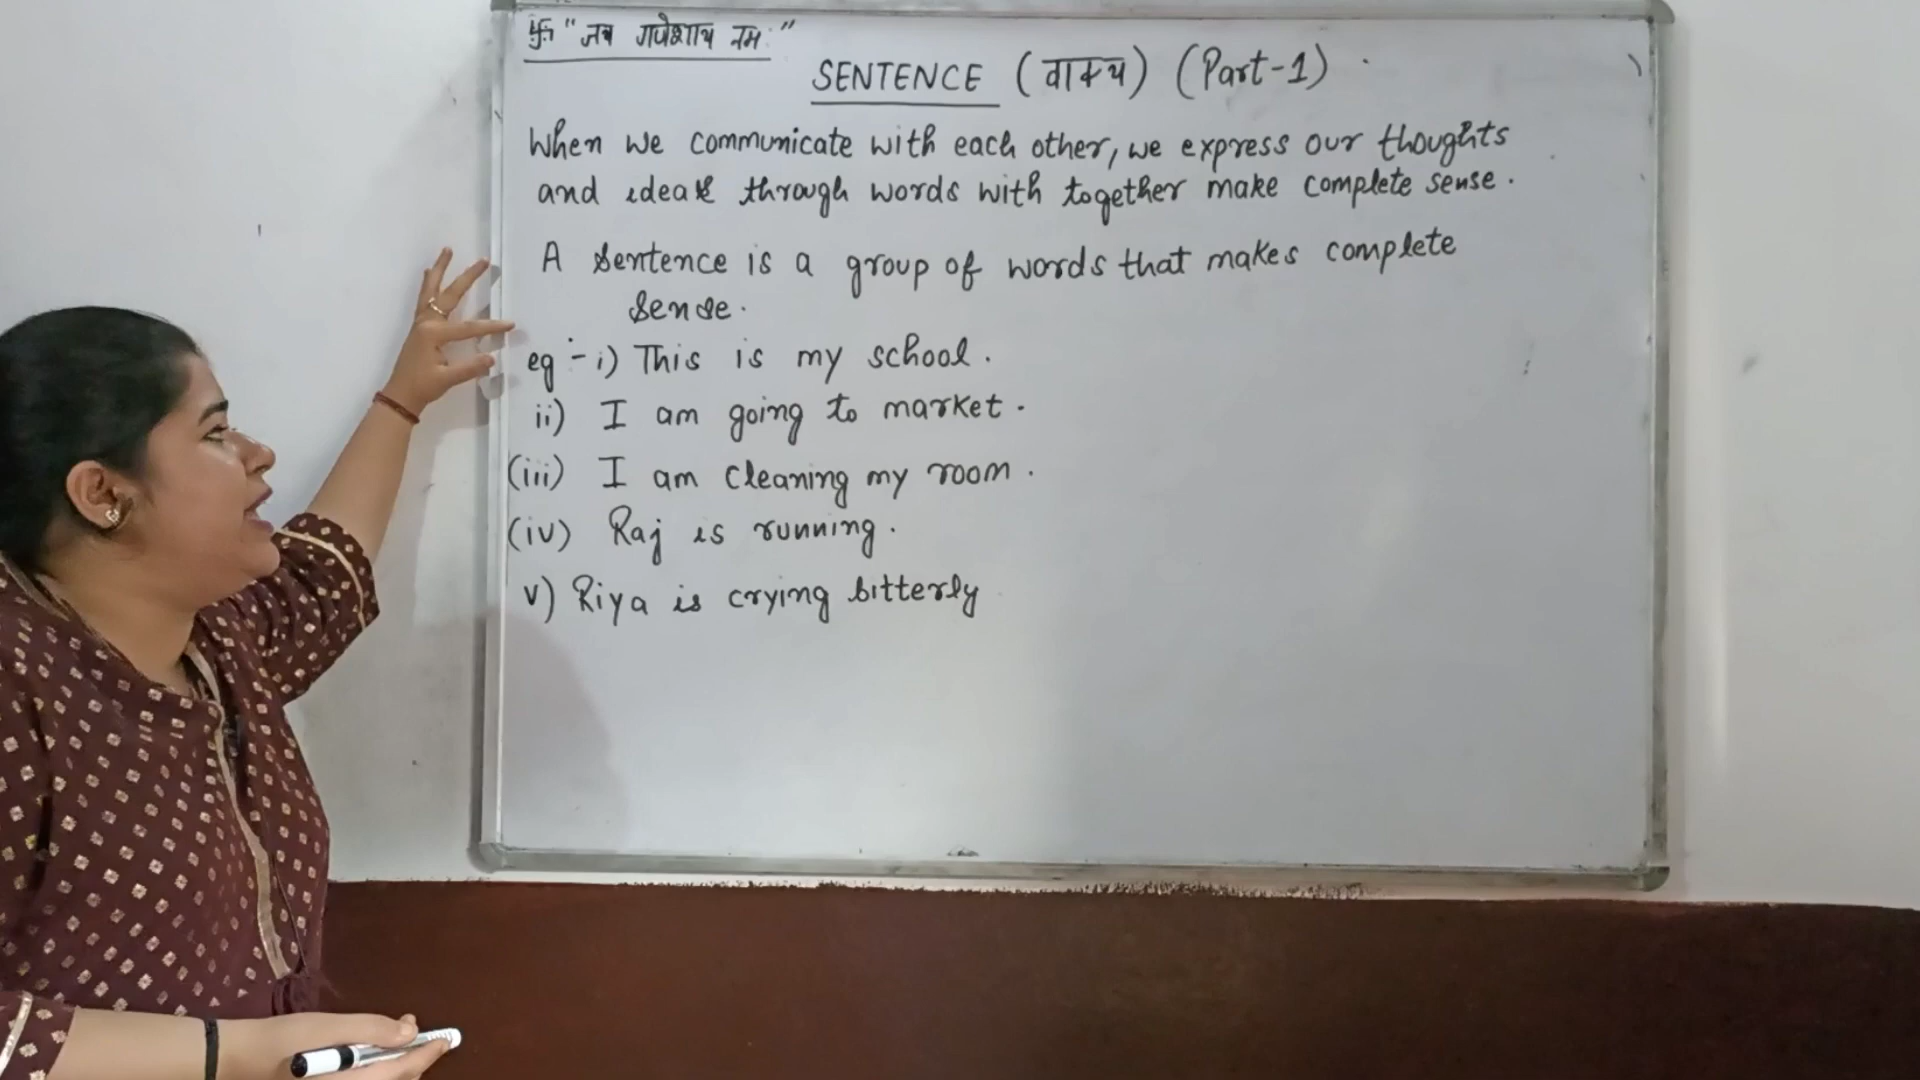 卐 "जय गणेशाय नमः"
SENTENCE (वाक्य) (Part-1)
When we communicate with each other, we express our thoughts
and ideas through words with together make complete sense.
A sentence is a group of words that makes complete
sense.
eg :- i) This is my school.
ii) I am going to market.
(iii) I am cleaning my room.
(iv) Raj is running.
v) Riya is crying bitterly